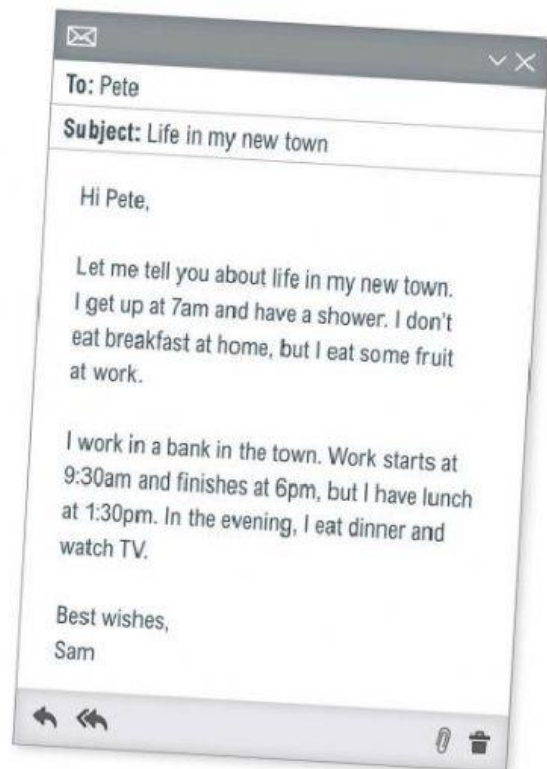 To: Pete
Subject: Life in my new town
Hi Pete,
Let me tell you about life in my new town.
I get up at 7am and have a shower. I don't
eat breakfast at home, but I eat some fruit
at work.
I work in a bank in the town. Work starts at
9:30am and finishes at 6pm, but I have lunch
at 1:30pm. In the evening, I eat dinner and
watch TV.
Best wishes,
Sam